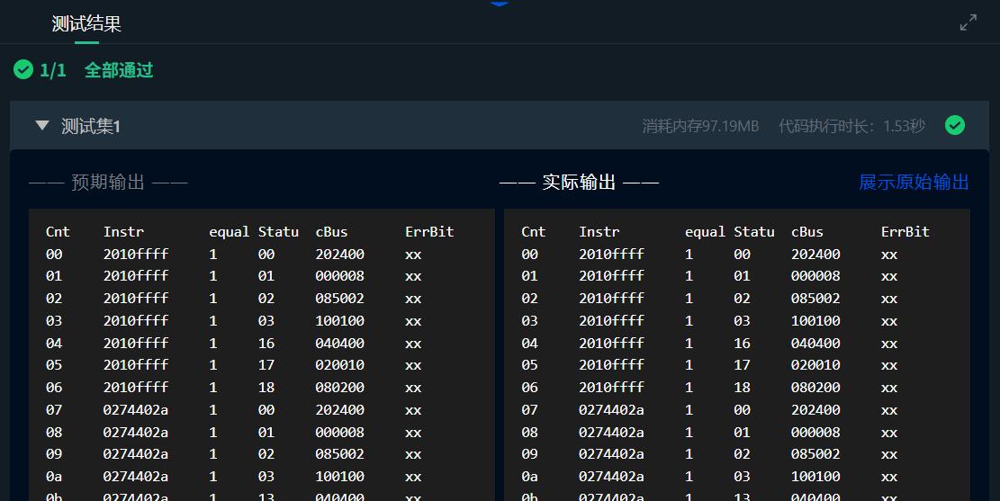 测试结果
1/1 全部通过
测试集1 消耗内存97.19MB 代码执行时长：1.53秒
—— 预期输出 —— —— 实际输出 —— 展示原始输出
Cnt Instr equal Statu cBus ErrBit Cnt Instr equal Statu cBus ErrBit
00 2010ffff 1 00 202400 xx 00 2010ffff 1 00 202400 xx
01 2010ffff 1 01 000008 xx 01 2010ffff 1 01 000008 xx
02 2010ffff 1 02 085002 xx 02 2010ffff 1 02 085002 xx
03 2010ffff 1 03 100100 xx 03 2010ffff 1 03 100100 xx
04 2010ffff 1 16 040400 xx 04 2010ffff 1 16 040400 xx
05 2010ffff 1 17 020010 xx 05 2010ffff 1 17 020010 xx
06 2010ffff 1 18 080200 xx 06 2010ffff 1 18 080200 xx
07 0274402a 1 00 202400 xx 07 0274402a 1 00 202400 xx
08 0274402a 1 01 000008 xx 08 0274402a 1 01 000008 xx
09 0274402a 1 02 085002 xx 09 0274402a 1 02 085002 xx
0a 0274402a 1 03 100100 xx 0a 0274402a 1 03 100100 xx
0b 0274402a 1 13 040400 xx 0b 0274402a 1 13 040400 xx